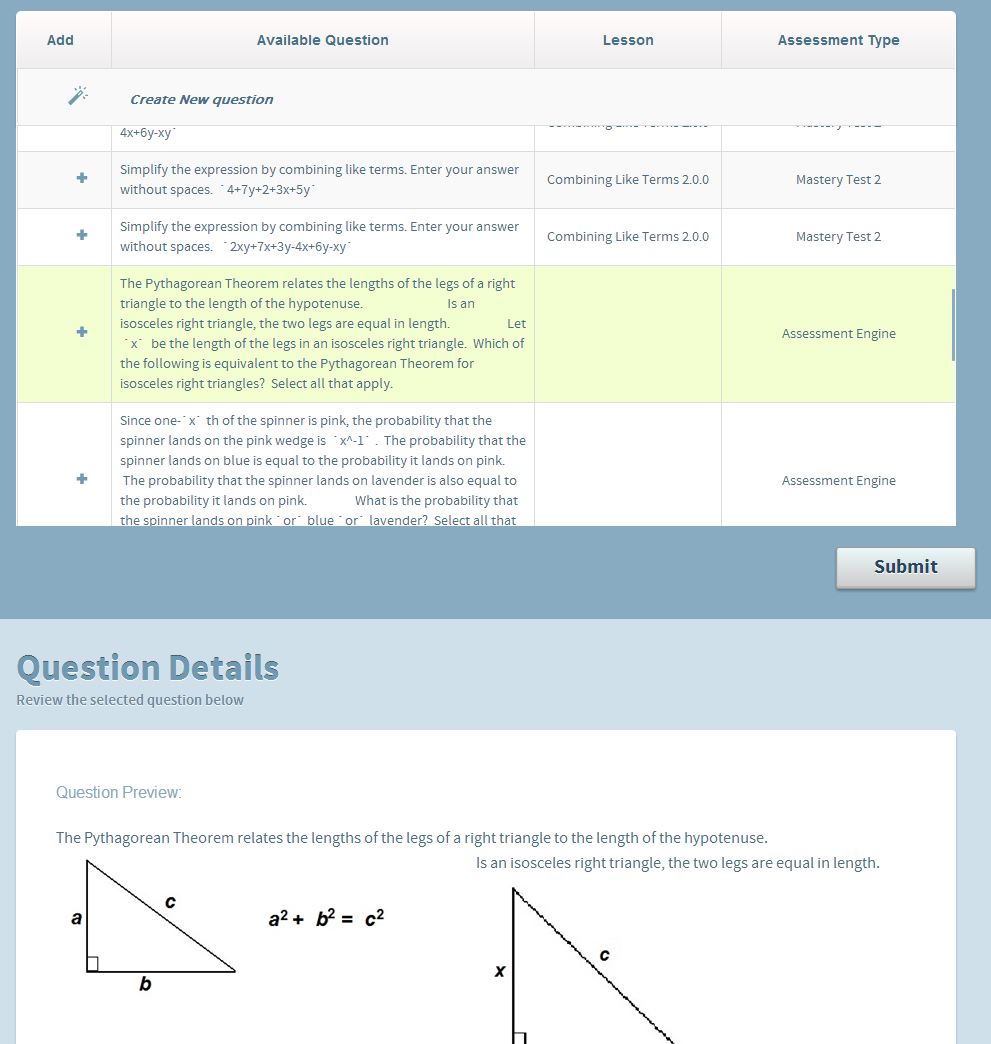 Add Available Question Lesson Assessment Type
Create New question
4x+6y-xy`
Simplify the expression by combining like terms. Enter your answer
without spaces. `4+7y+2+3x+5y`
Combining Like Terms 2.0.0
Mastery Test 2
Simplify the expression by combining like terms. Enter your answer
without spaces. `2xy+7x+3y-4x+6y-xy`
Combining Like Terms 2.0.0
Mastery Test 2
The Pythagorean Theorem relates the lengths of the legs of a right
triangle to the length of the hypotenuse. Is an
isosceles right triangle, the two legs are equal in length. Let
`x` be the length of the legs in an isosceles right triangle. Which of
the following is equivalent to the Pythagorean Theorem for
isosceles right triangles? Select all that apply.
Assessment Engine
Since one-`x` th of the spinner is pink, the probability that the
spinner lands on the pink wedge is `x^-1` . The probability that the
spinner lands on blue is equal to the probability it lands on pink.
The probability that the spinner lands on lavender is also equal to
the probability it lands on pink. What is the probability that
the spinner lands on pink `or` blue `or` lavender? Select all that
Assessment Engine
Submit
Question Details
Review the selected question below
Question Preview:
The Pythagorean Theorem relates the lengths of the legs of a right triangle to the length of the hypotenuse.
Is an isosceles right triangle, the two legs are equal in length.
a
c
b
a² + b² = c²
x
c